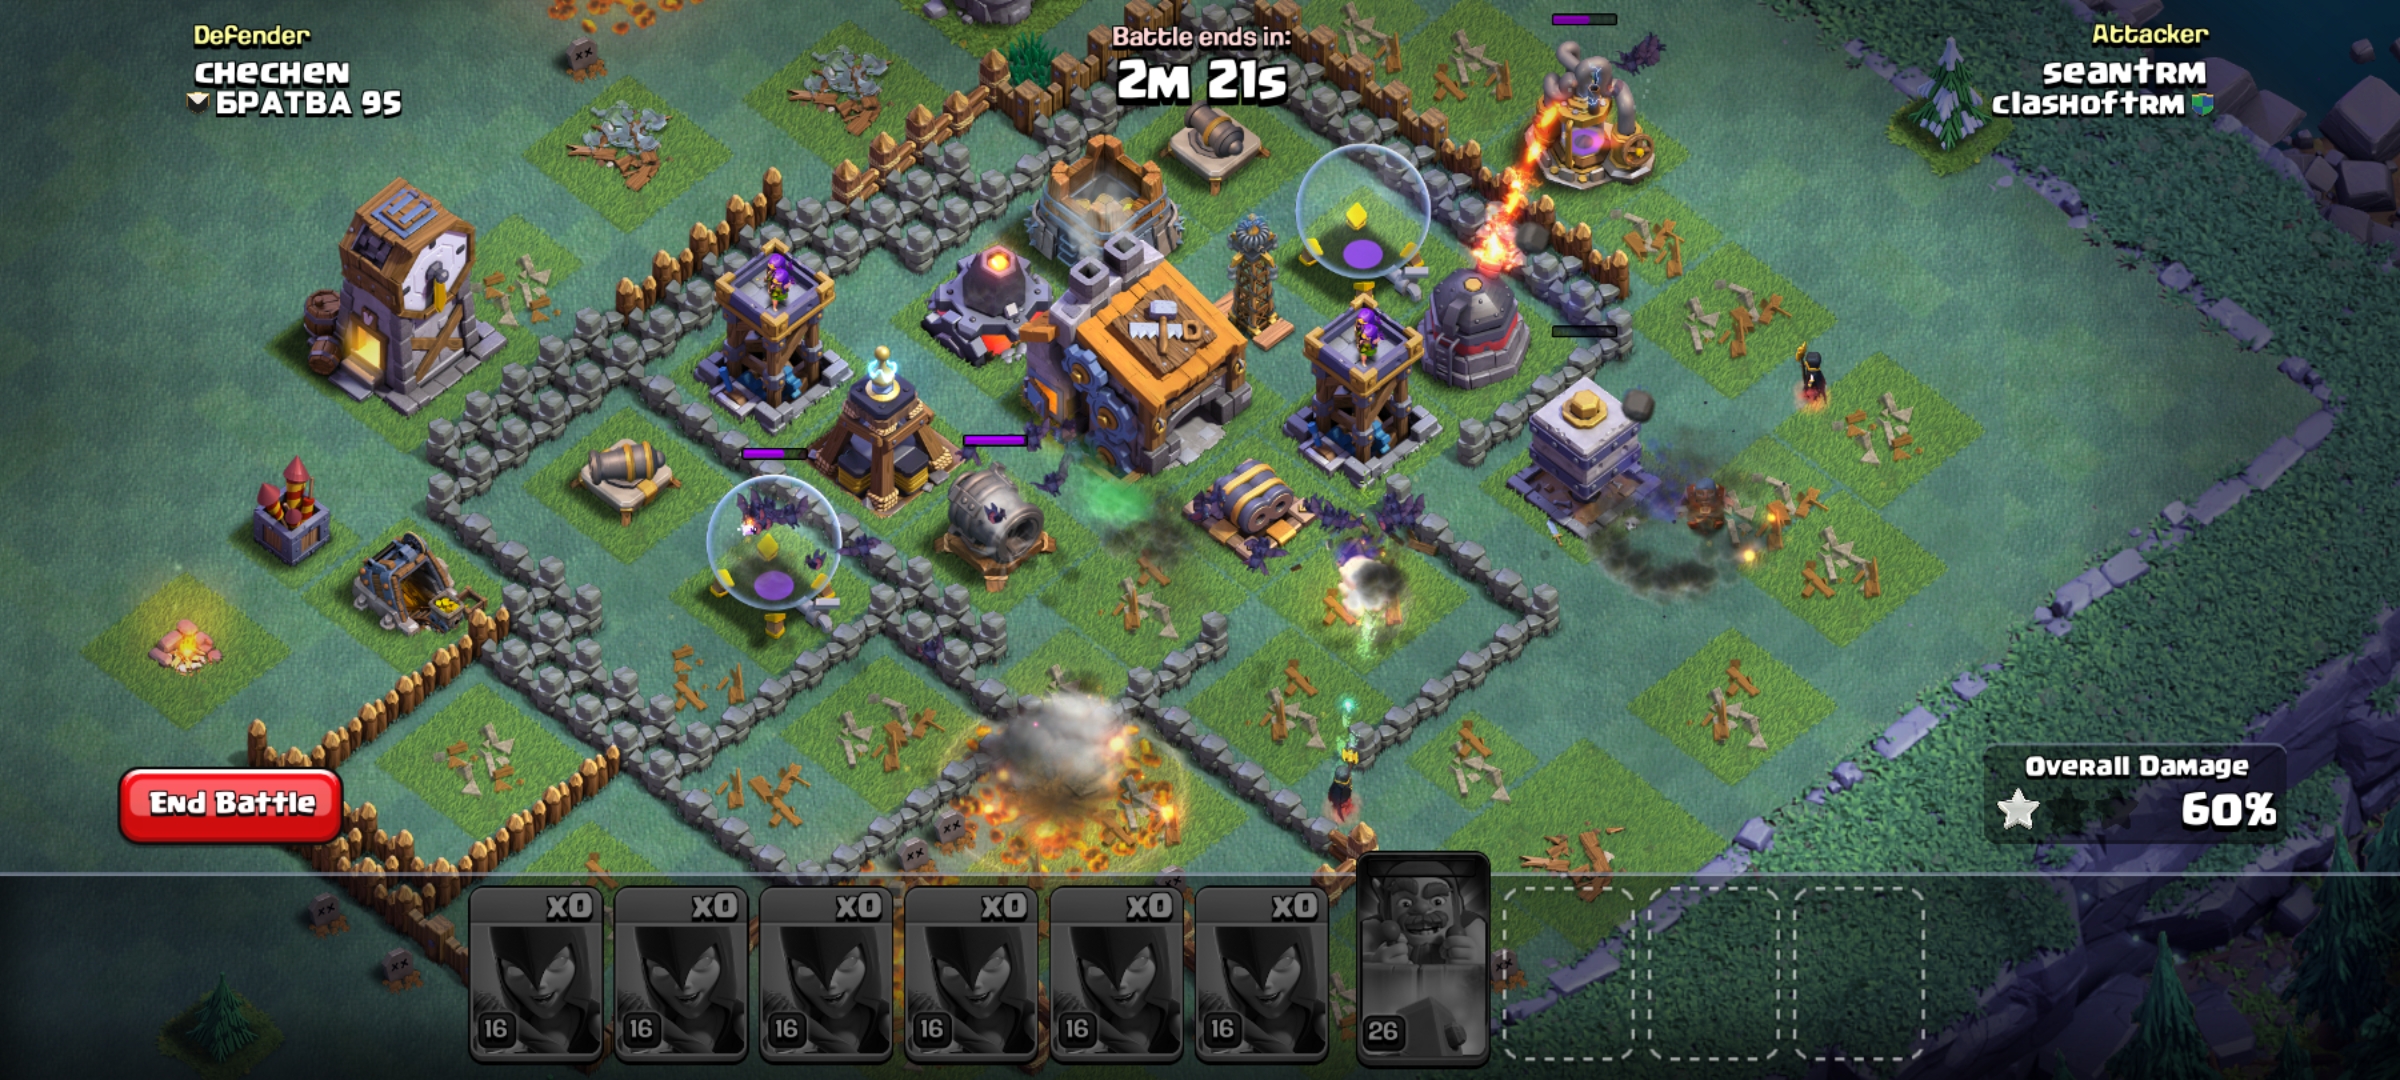 Defender
chechen
БРАТВА 95
Battle ends in:
2m 21s
Attacker
seantrm
clashoftrm
End Battle
Overall Damage
60%
x0
x0
x0
x0
x0
x0
16
16
16
16
16
16
26